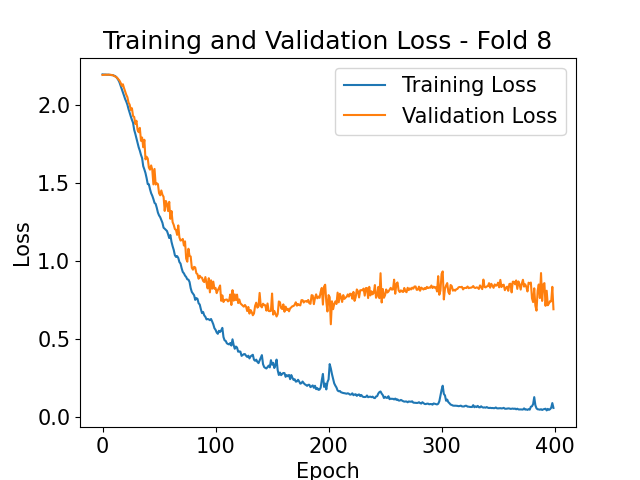 Training and Validation Loss - Fold 8
Training Loss
Validation Loss
Loss
2.0
1.5
1.0
0.5
0.0
0
100
200
300
400
Epoch